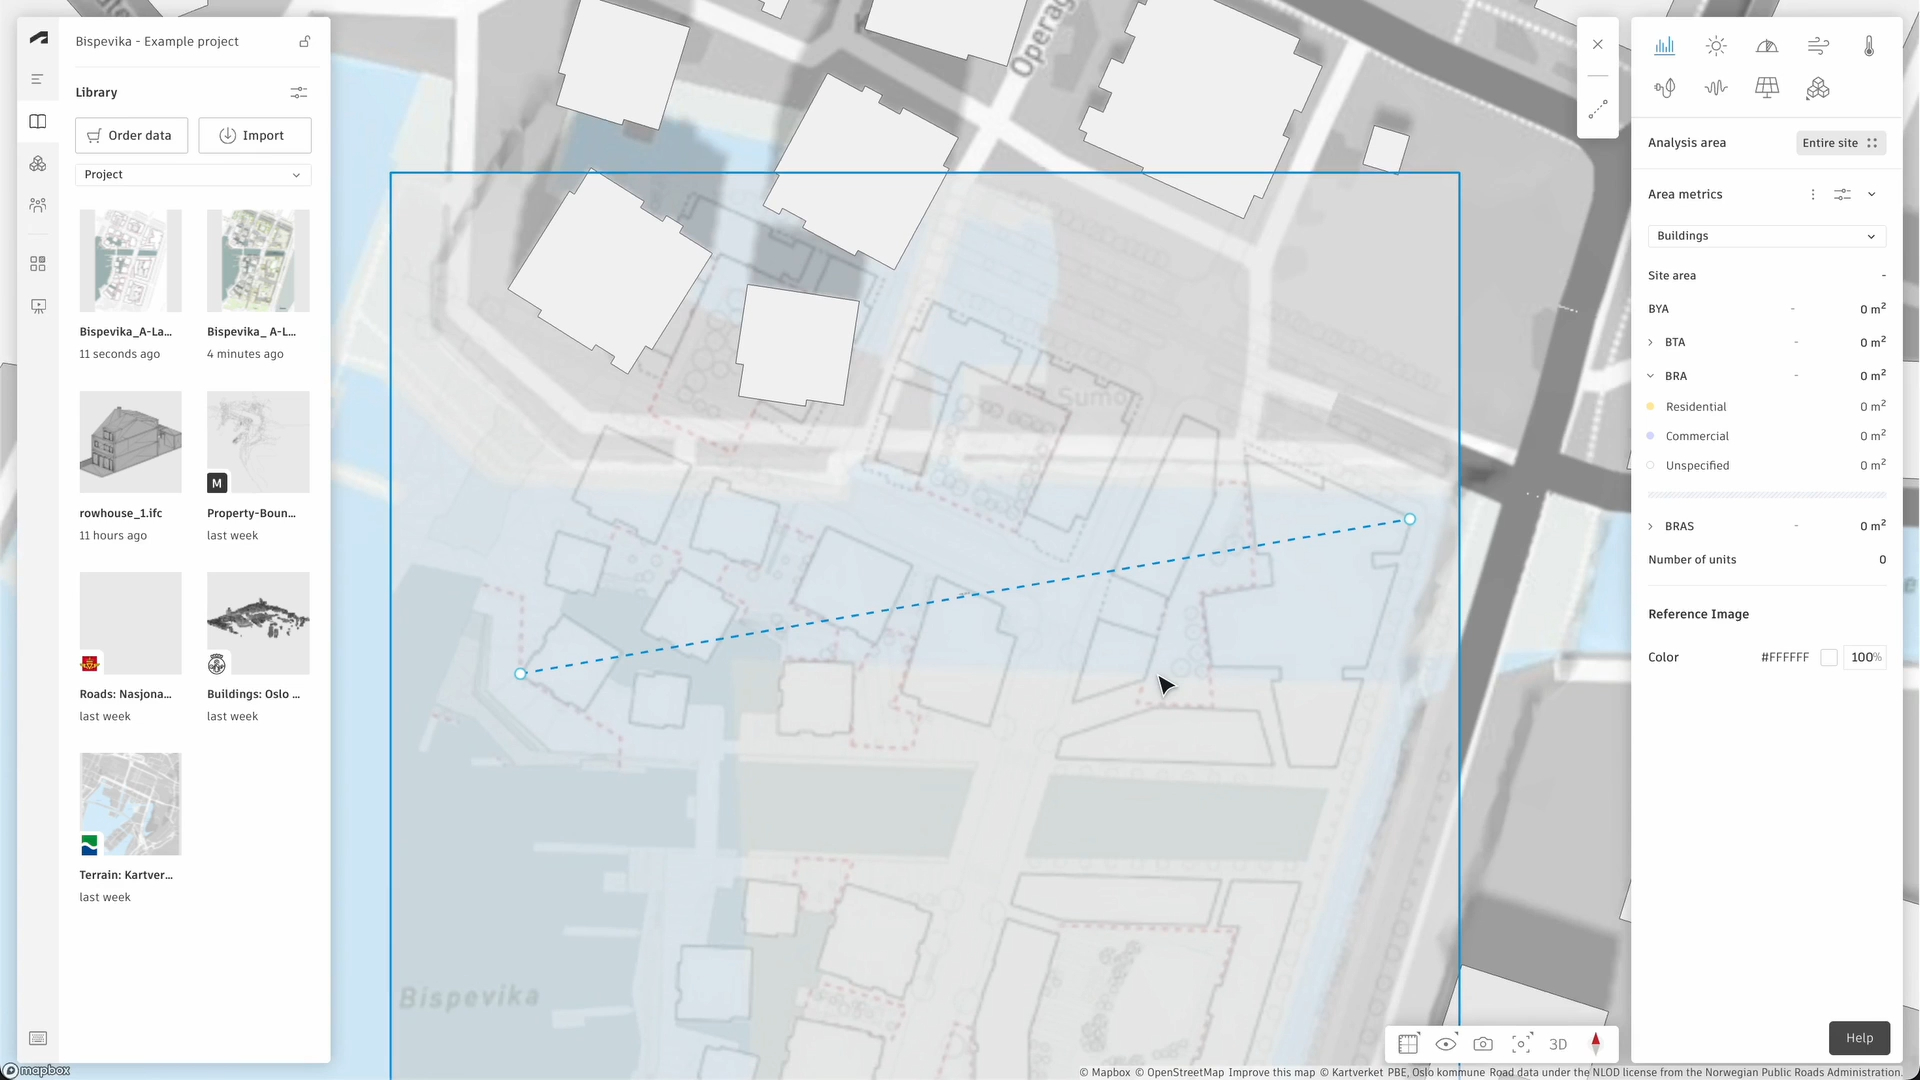 Bispevika - Example project
Library
Order data
Import
Project
Bispevika_A-La...
11 seconds ago
Bispevika_ A-L...
4 minutes ago
rowhouse_1.ifc
11 hours ago
M
Property-Boun...
last week
Roads: Nasjona...
last week
Buildings: Oslo ...
last week
Terrain: Kartver...
last week
mapbox
Operag
Sumo
Bispevika
Analysis area
Entire site
Area metrics
Buildings
Site area -
BYA - 0 m²
BTA - 0 m²
BRA - 0 m²
Residential 0 m²
Commercial 0 m²
Unspecified 0 m²
BRAS - 0 m²
Number of units 0
Reference Image
Color #FFFFFF 100%
Help
3D
© Mapbox © OpenStreetMap Improve this map © Kartverket PBE, Oslo kommune Road data under the NLOD license from the Norwegian Public Roads Administration.